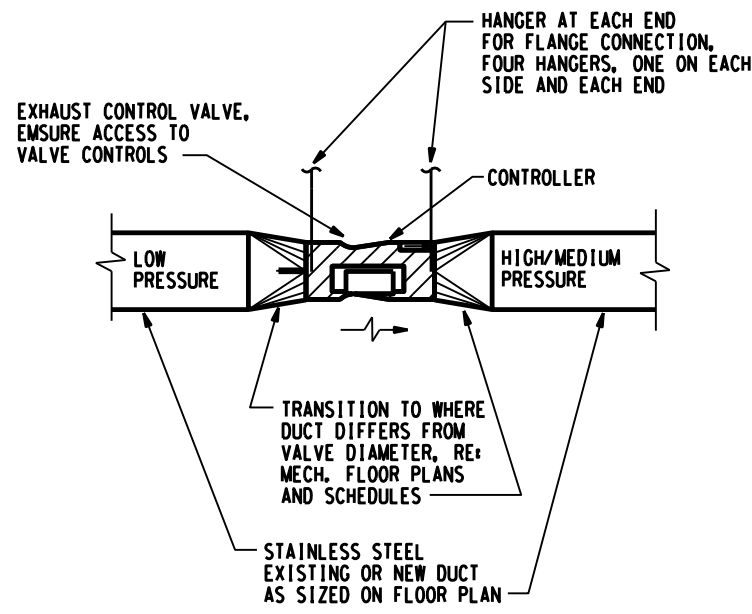 HANGER AT EACH END
FOR FLANGE CONNECTION,
FOUR HANGERS, ONE ON EACH
SIDE AND EACH END
EXHAUST CONTROL VALVE,
EMSURE ACCESS TO
VALVE CONTROLS
CONTROLLER
LOW
PRESSURE
HIGH/MEDIUM
PRESSURE
TRANSITION TO WHERE
DUCT DIFFERS FROM
VALVE DIAMETER, RE:
MECH. FLOOR PLANS
AND SCHEDULES
STAINLESS STEEL
EXISTING OR NEW DUCT
AS SIZED ON FLOOR PLAN